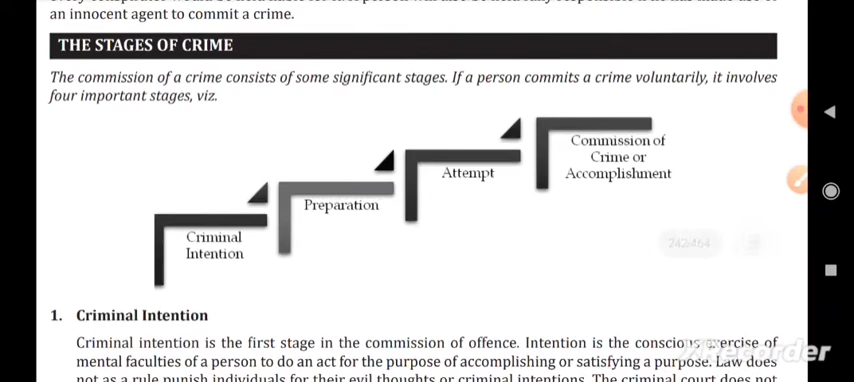 an innocent agent to commit a crime.
THE STAGES OF CRIME
The commission of a crime consists of some significant stages. If a person commits a crime voluntarily, it involves
four important stages, viz.
Criminal
Intention
Preparation
Attempt
Commission of
Crime or
Accomplishment
242/464
1. Criminal Intention
Criminal intention is the first stage in the commission of offence. Intention is the conscious exercise of
mental faculties of a person to do an act for the purpose of accomplishing or satisfying a purpose. Law does
not as a rule punish individuals for their evil thoughts or criminal intentions. The criminal court does not
Recorder